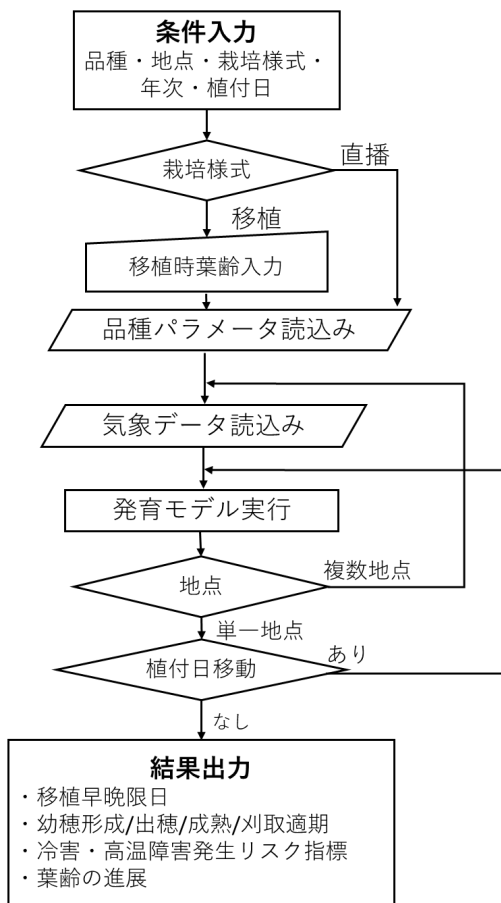 条件入力
品種・地点・栽培様式・
年次・植付日
栽培様式
直播
移植
移植時葉齢入力
品種パラメータ読込み
気象データ読込み
発育モデル実行
地点
複数地点
単一地点
植付日移動
あり
なし
結果出力
・移植早晩限日
・幼穂形成/出穂/成熟/刈取適期
・冷害・高温障害発生リスク指標
・葉齢の進展